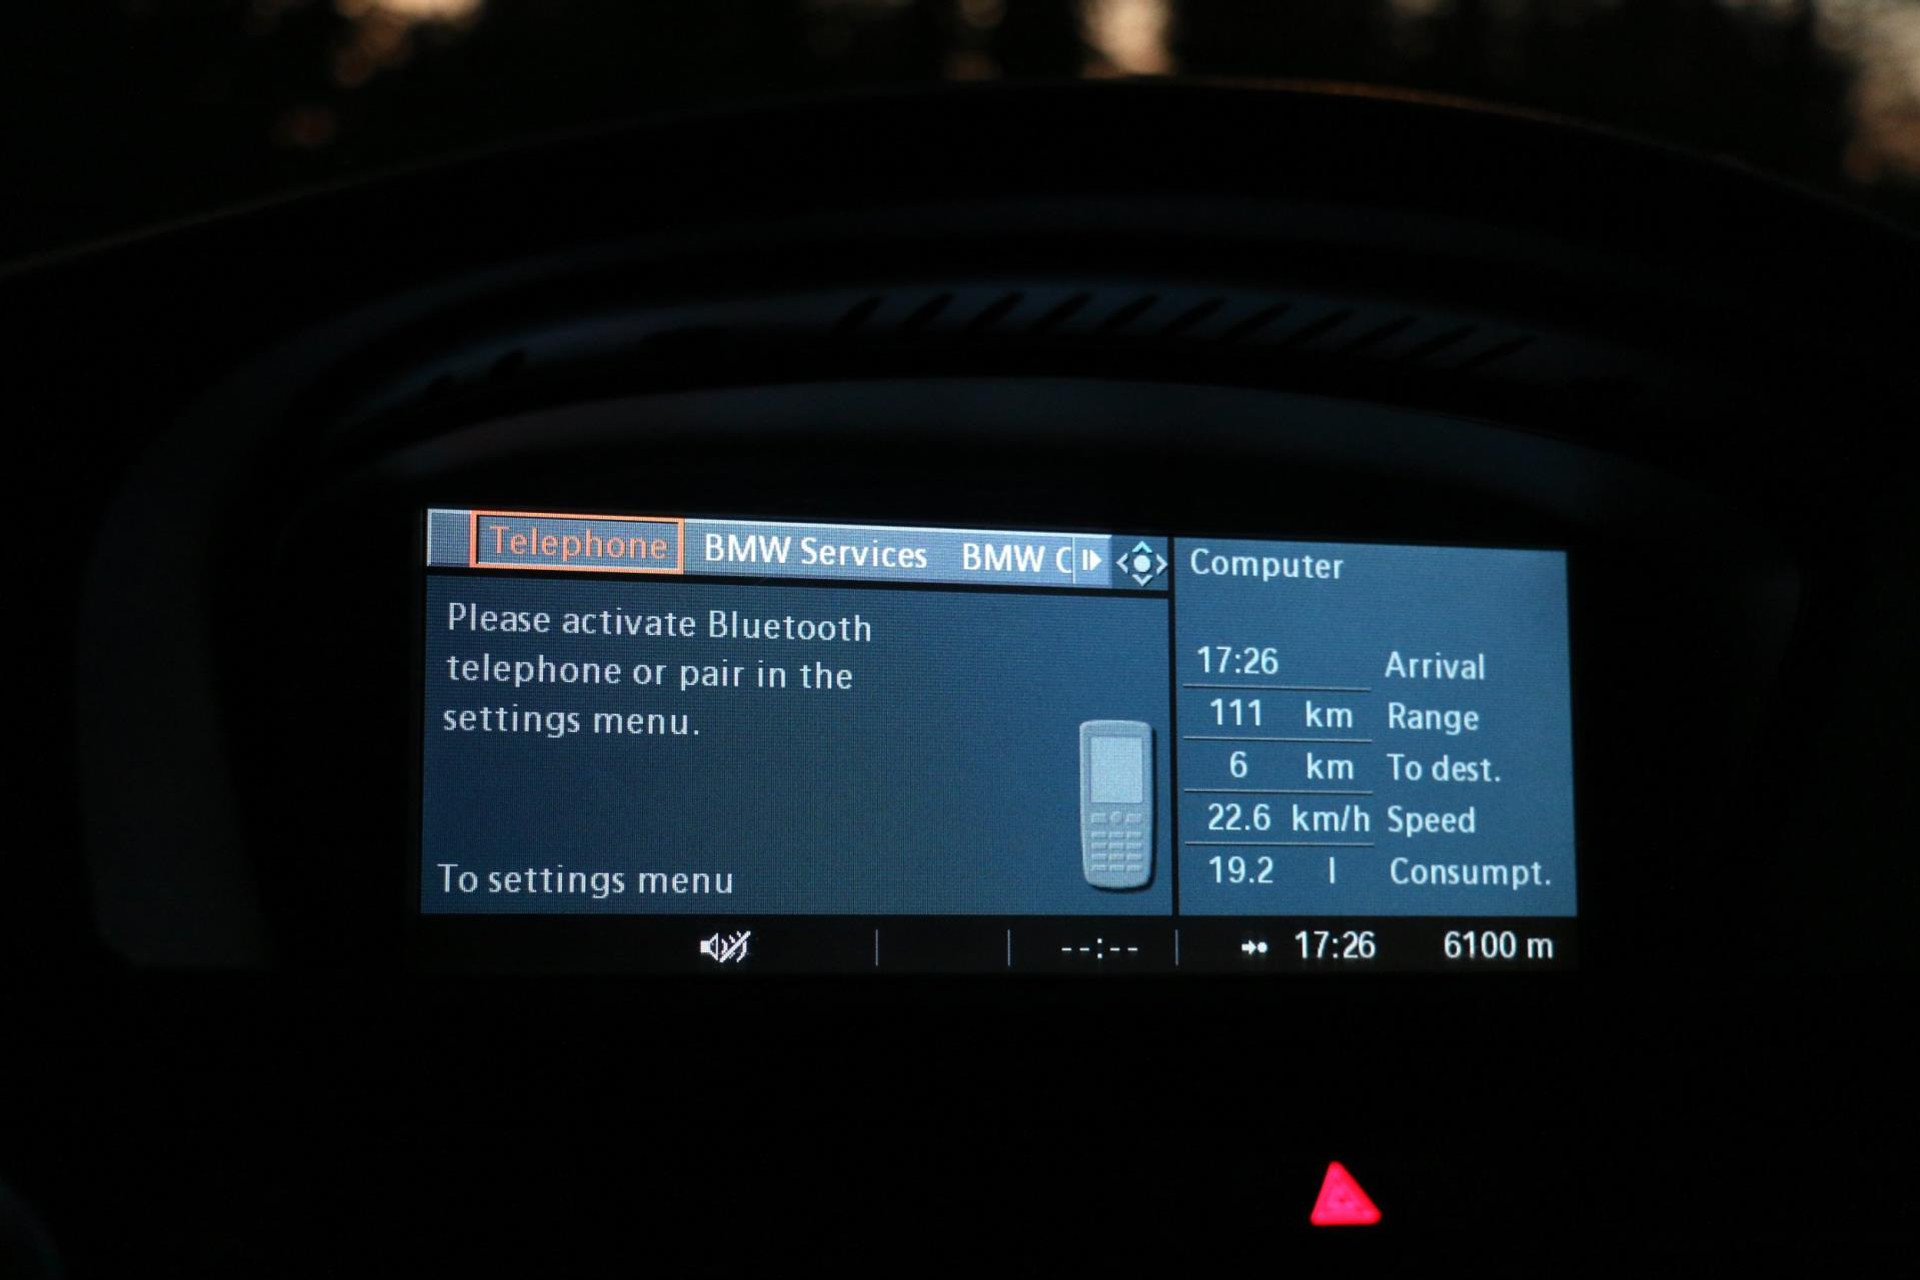 Telephone BMW Services BMW C
Please activate Bluetooth
telephone or pair in the
settings menu.
To settings menu
Computer
17:26 Arrival
111 km Range
6 km To dest.
22.6 km/h Speed
19.2 l Consumpt.
--:-- 17:26 6100 m